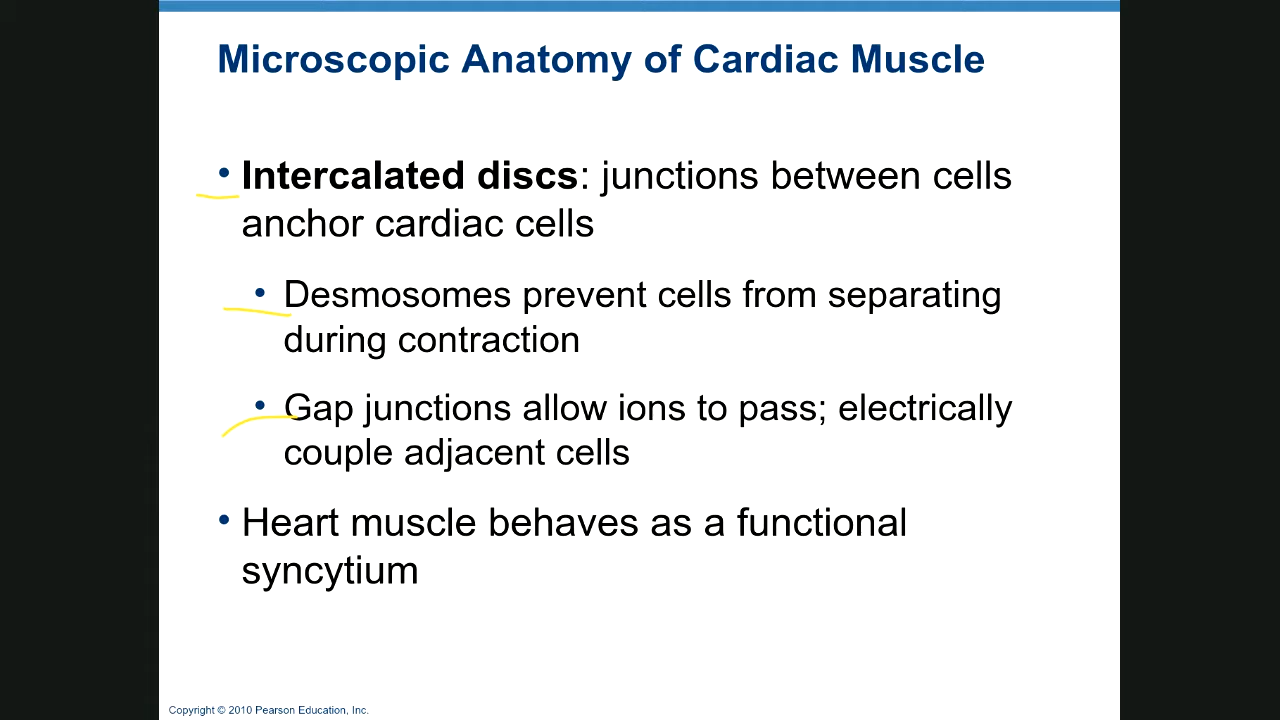 Microscopic Anatomy of Cardiac Muscle
• Intercalated discs: junctions between cells
anchor cardiac cells
• Desmosomes prevent cells from separating
during contraction
• Gap junctions allow ions to pass; electrically
couple adjacent cells
• Heart muscle behaves as a functional
syncytium
Copyright © 2010 Pearson Education, Inc.